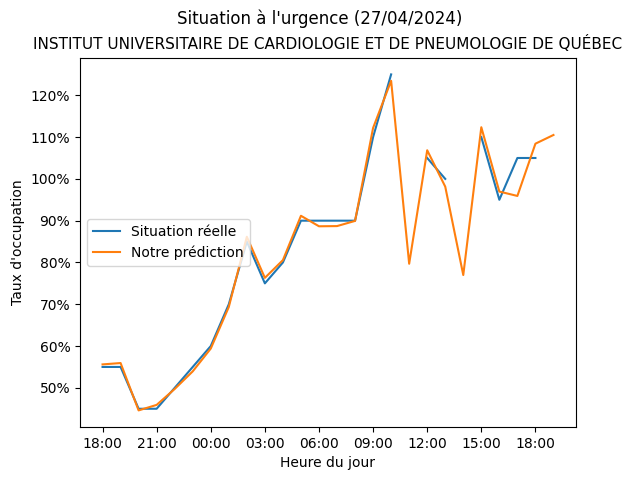 Situation à l'urgence (27/04/2024)
INSTITUT UNIVERSITAIRE DE CARDIOLOGIE ET DE PNEUMOLOGIE DE QUÉBEC
120%
110%
100%
90%
80%
70%
60%
50%
Taux d'occupation
Situation réelle
Notre prédiction
18:00 21:00 00:00 03:00 06:00 09:00 12:00 15:00 18:00
Heure du jour